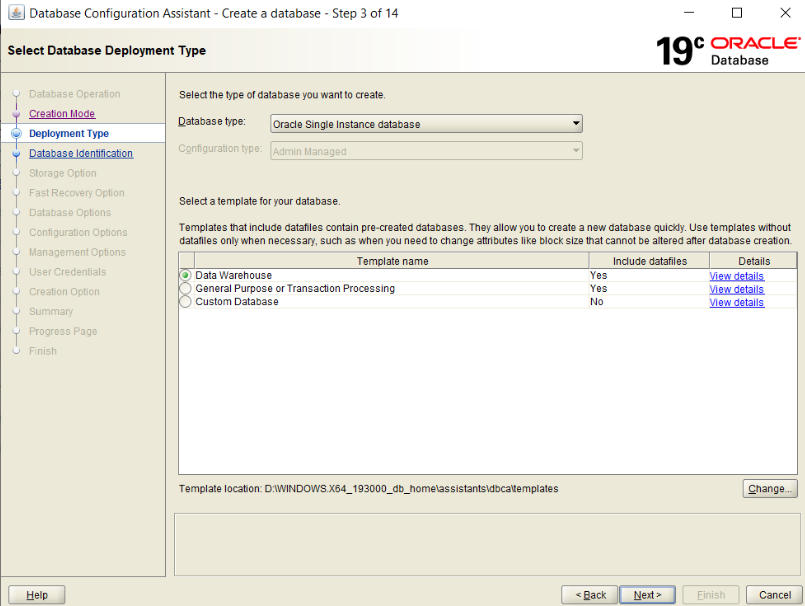 Database Configuration Assistant - Create a database - Step 3 of 14
Select Database Deployment Type
19c ORACLE
Database
Database Operation
Creation Mode
Deployment Type
Database Identification
Storage Option
Fast Recovery Option
Database Options
Configuration Options
Management Options
User Credentials
Creation Option
Summary
Progress Page
Finish
Select the type of database you want to create.
Database type: Oracle Single Instance database
Configuration type: Admin Managed
Select a template for your database.
Templates that include datafiles contain pre-created databases. They allow you to create a new database quickly. Use templates without
datafiles only when necessary, such as when you need to change attributes like block size that cannot be altered after database creation.
Template name Include datafiles Details
Data Warehouse Yes View details
General Purpose or Transaction Processing Yes View details
Custom Database No View details
Template location: D:\WINDOWS.X64_193000_db_home\assistants\dbca\templates Change...
Help < Back Next > Finish Cancel